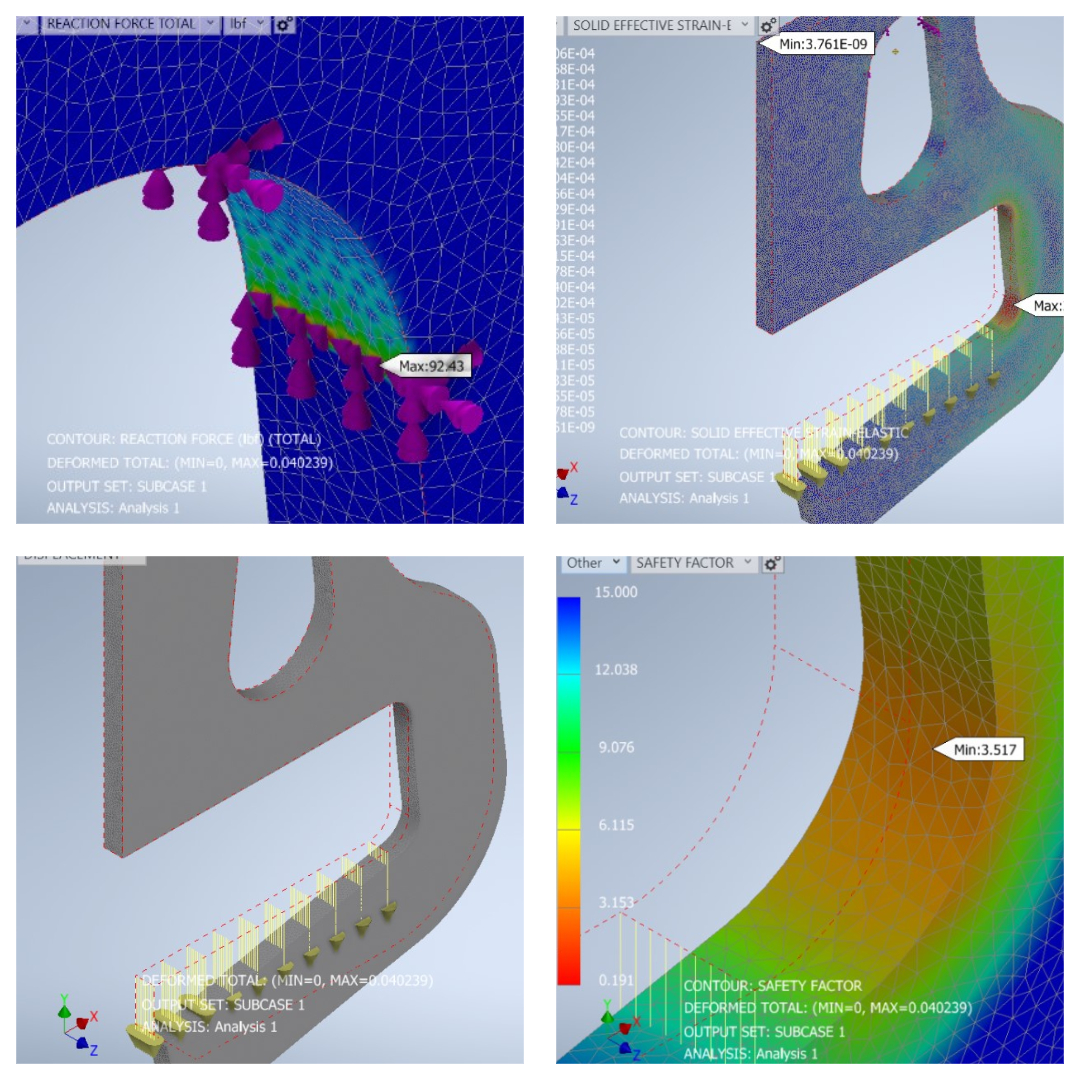 REACTION FORCE TOTAL
lbf
Max:92.43
CONTOUR: REACTION FORCE (lbf) (TOTAL)
DEFORMED TOTAL: (MIN=0, MAX=0.040239)
OUTPUT SET: SUBCASE 1
ANALYSIS: Analysis 1
SOLID EFFECTIVE STRAIN-E
Min:3.761E-09
06E-04
58E-04
31E-04
93E-04
55E-04
17E-04
80E-04
42E-04
04E-04
66E-04
29E-04
91E-04
53E-04
15E-04
78E-04
40E-04
02E-04
43E-05
66E-05
88E-05
11E-05
33E-05
55E-05
78E-05
61E-09
Max:
CONTOUR: SOLID EFFECTIVE STRAIN-ELASTIC
DEFORMED TOTAL: (MIN=0, MAX=0.040239)
OUTPUT SET: SUBCASE 1
ANALYSIS: Analysis 1
X
Z
DISPLACEMENT
DEFORMED TOTAL: (MIN=0, MAX=0.040239)
OUTPUT SET: SUBCASE 1
ANALYSIS: Analysis 1
Y
X
Z
Other
SAFETY FACTOR
15.000
12.038
9.076
6.115
3.153
0.191
Min:3.517
CONTOUR: SAFETY FACTOR
DEFORMED TOTAL: (MIN=0, MAX=0.040239)
OUTPUT SET: SUBCASE 1
ANALYSIS: Analysis 1
Y
X
Z